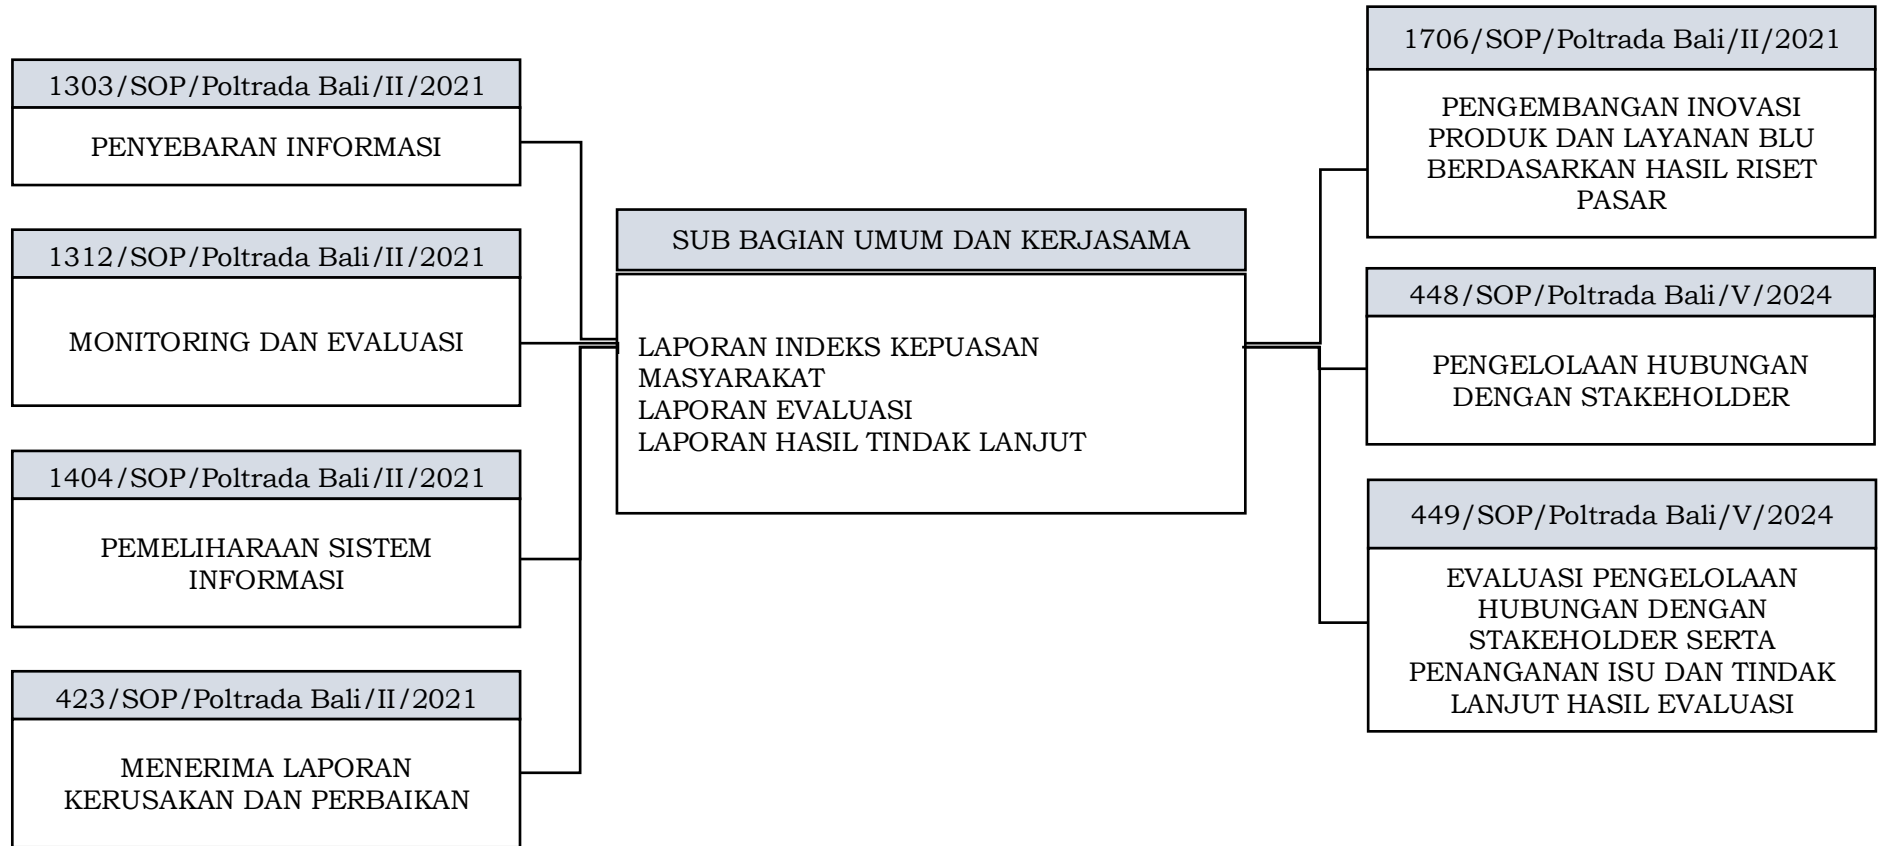 1303/SOP/Poltrada Bali/II/2021
PENYEBARAN INFORMASI
1312/SOP/Poltrada Bali/II/2021
MONITORING DAN EVALUASI
1404/SOP/Poltrada Bali/II/2021
PEMELIHARAAN SISTEM
INFORMASI
423/SOP/Poltrada Bali/II/2021
MENERIMA LAPORAN
KERUSAKAN DAN PERBAIKAN
SUB BAGIAN UMUM DAN KERJASAMA
LAPORAN INDEKS KEPUASAN
MASYARAKAT
LAPORAN EVALUASI
LAPORAN HASIL TINDAK LANJUT
1706/SOP/Poltrada Bali/II/2021
PENGEMBANGAN INOVASI
PRODUK DAN LAYANAN BLU
BERDASARKAN HASIL RISET
PASAR
448/SOP/Poltrada Bali/V/2024
PENGELOLAAN HUBUNGAN
DENGAN STAKEHOLDER
449/SOP/Poltrada Bali/V/2024
EVALUASI PENGELOLAAN
HUBUNGAN DENGAN
STAKEHOLDER SERTA
PENANGANAN ISU DAN TINDAK
LANJUT HASIL EVALUASI